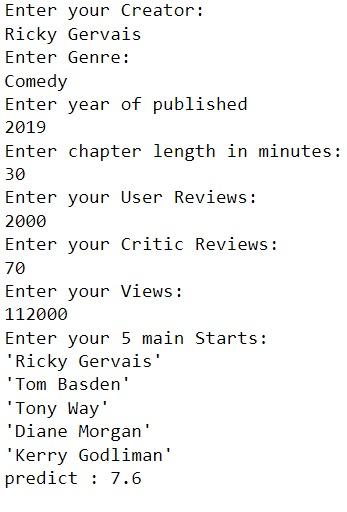 Enter your Creator:
Ricky Gervais
Enter Genre:
Comedy
Enter year of published
2019
Enter chapter length in minutes:
30
Enter your User Reviews:
2000
Enter your Critic Reviews:
70
Enter your Views:
112000
Enter your 5 main Starts:
'Ricky Gervais'
'Tom Basden'
'Tony Way'
'Diane Morgan'
'Kerry Godliman'
predict : 7.6